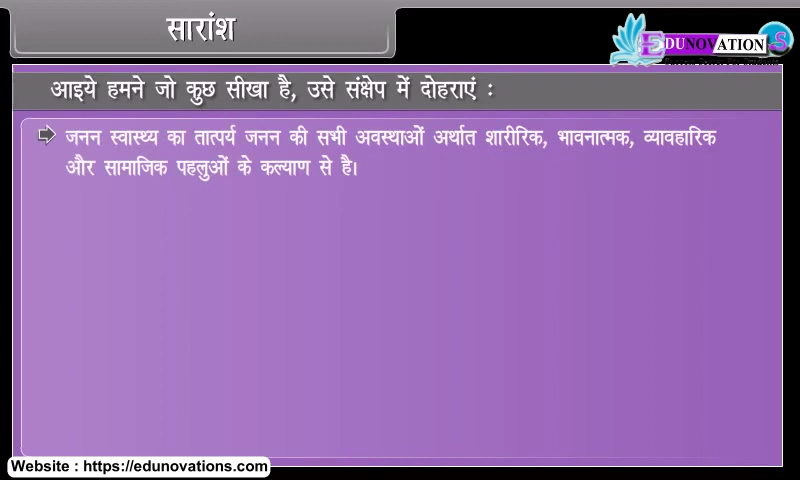 सारांश
EDUNOVATIONS
आइये हमने जो कुछ सीखा है, उसे संक्षेप में दोहराएं :
जनन स्वास्थ्य का तात्पर्य जनन की सभी अवस्थाओं अर्थात शारीरिक, भावनात्मक, व्यावहारिक
और सामाजिक पहलुओं के कल्याण से है।
Website : https://edunovations.com